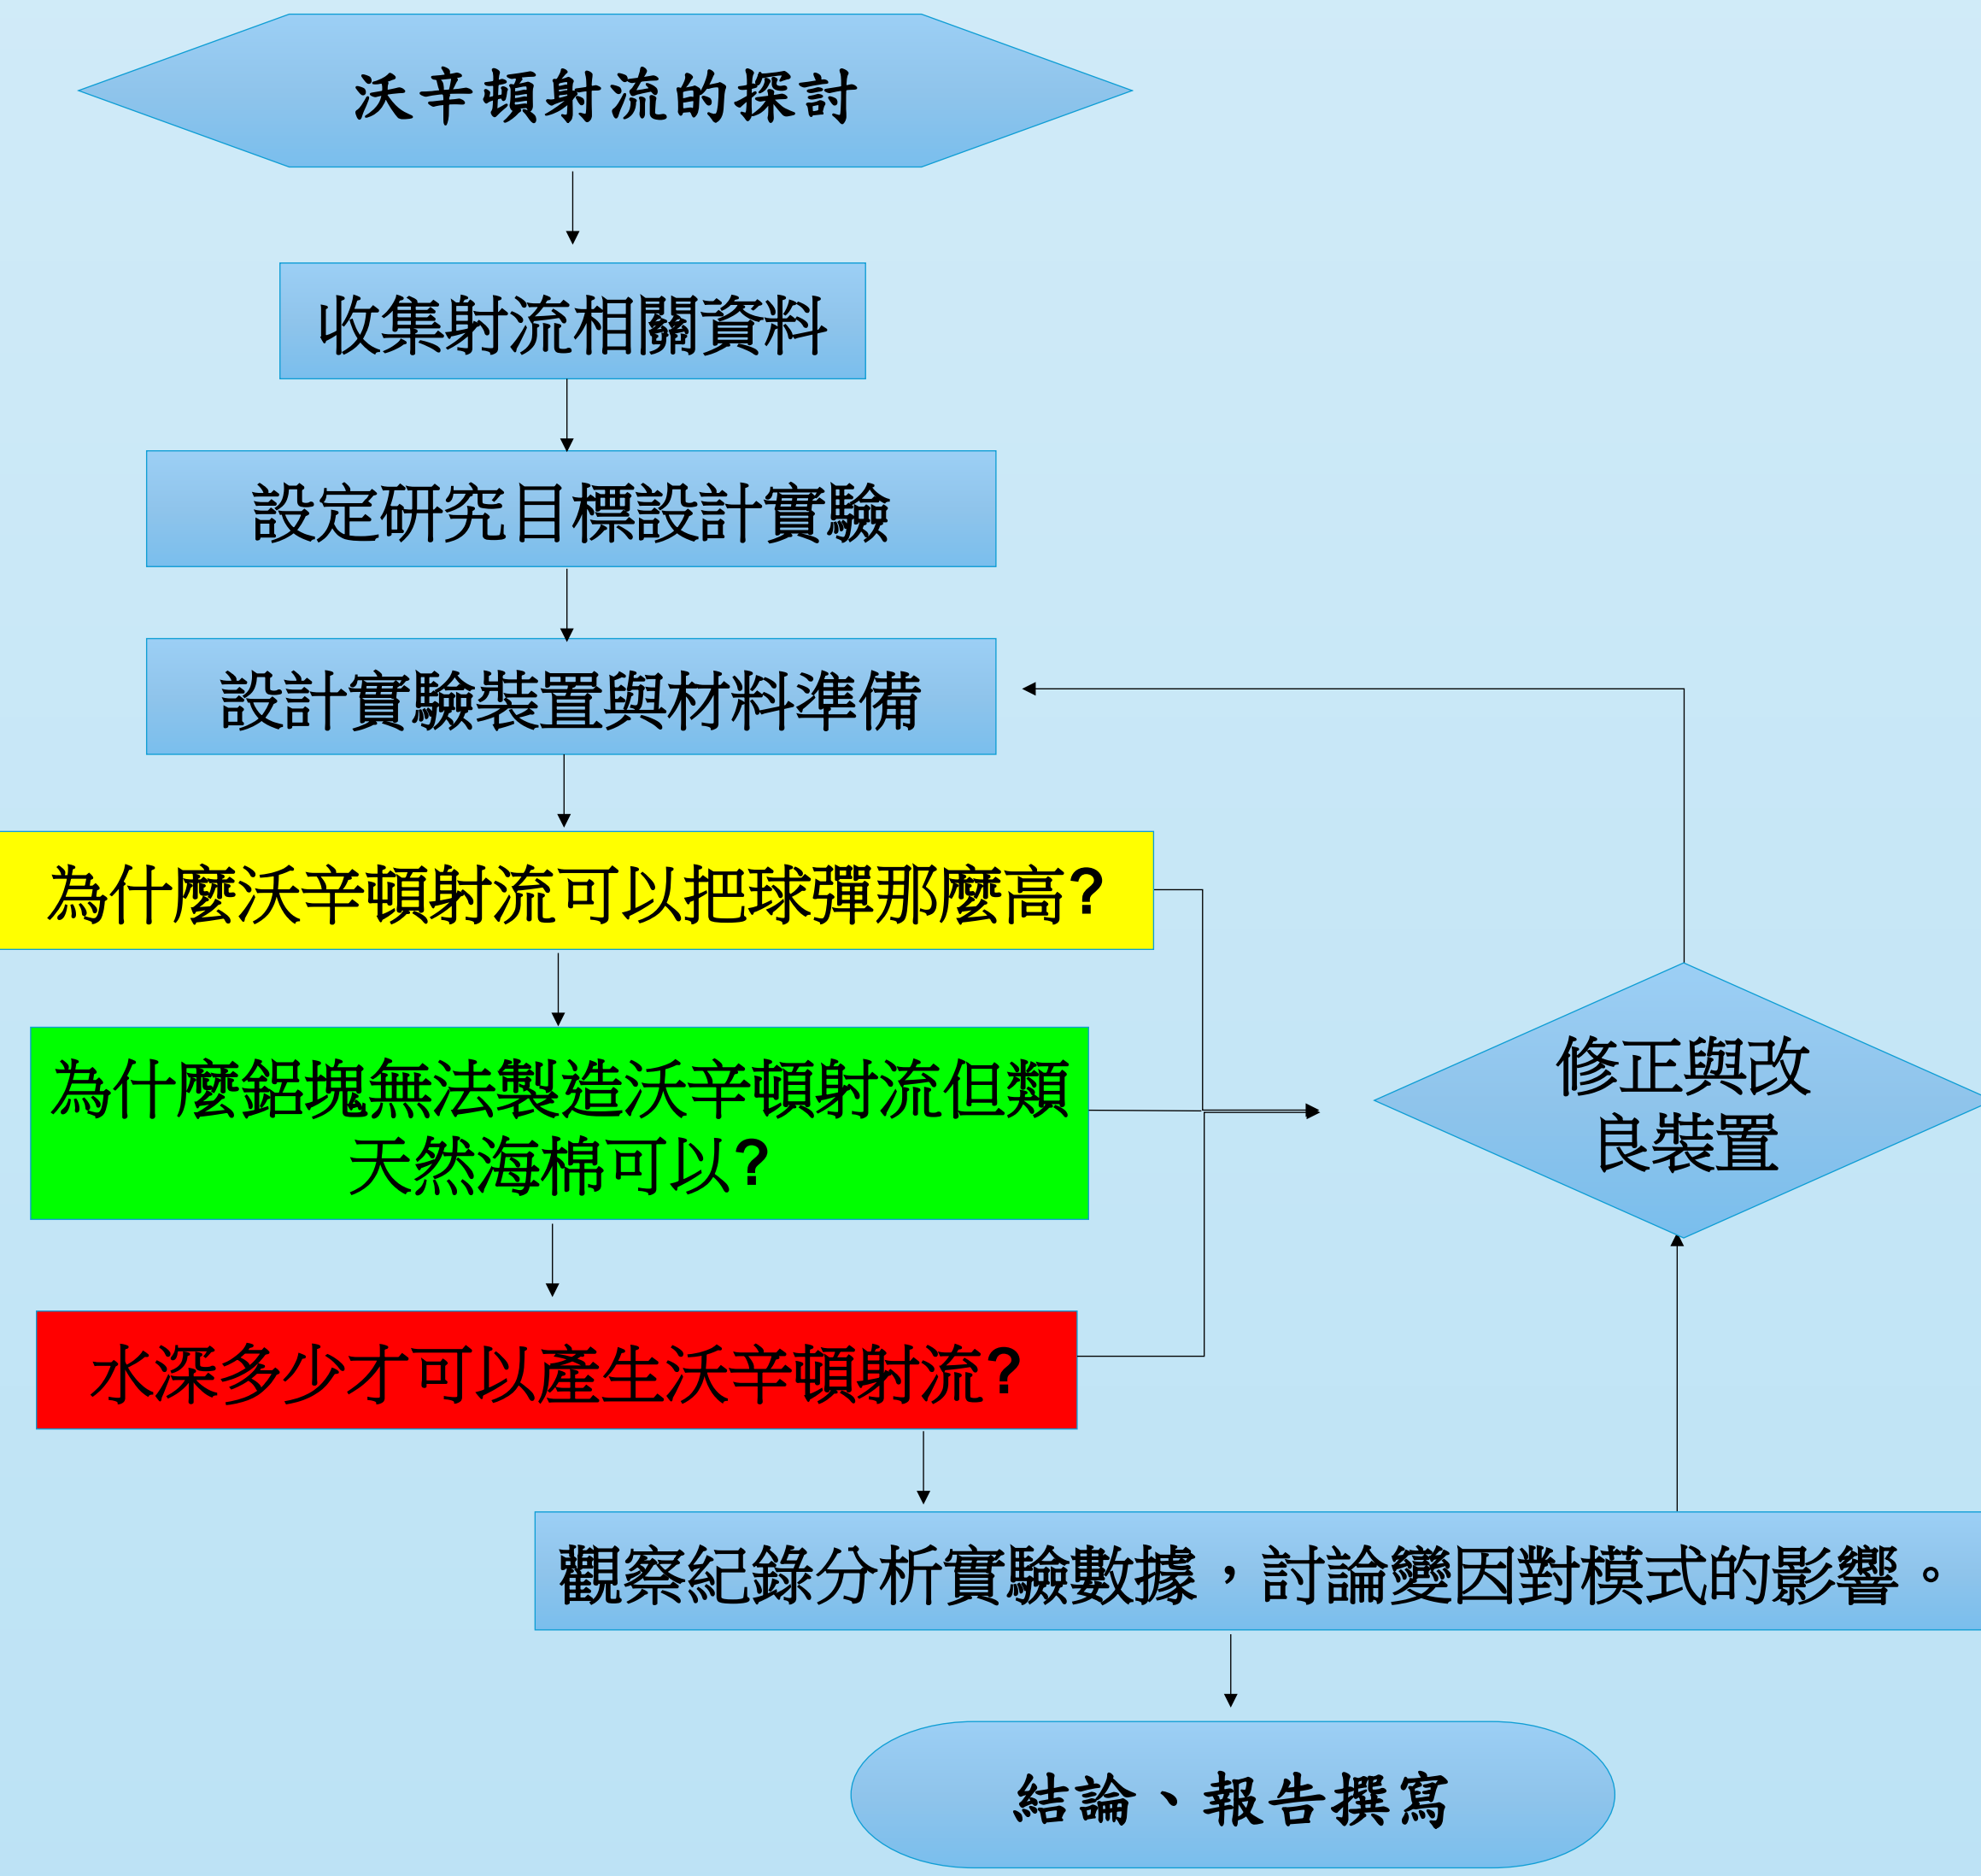 沃辛頓射流的探討
收集射流相關資料
設定研究目標設計實驗
設計實驗裝置與材料準備
為什麼沃辛頓射流可以把球彈那麼高?
為什麼鋁塊無法製造沃辛頓射流但類
天然海棉可以?
修正與改
良裝置
水深多少才可以產生沃辛頓射流?
觀察紀錄分析實驗數據，討論變因對模式的影響。
結論、報告撰寫